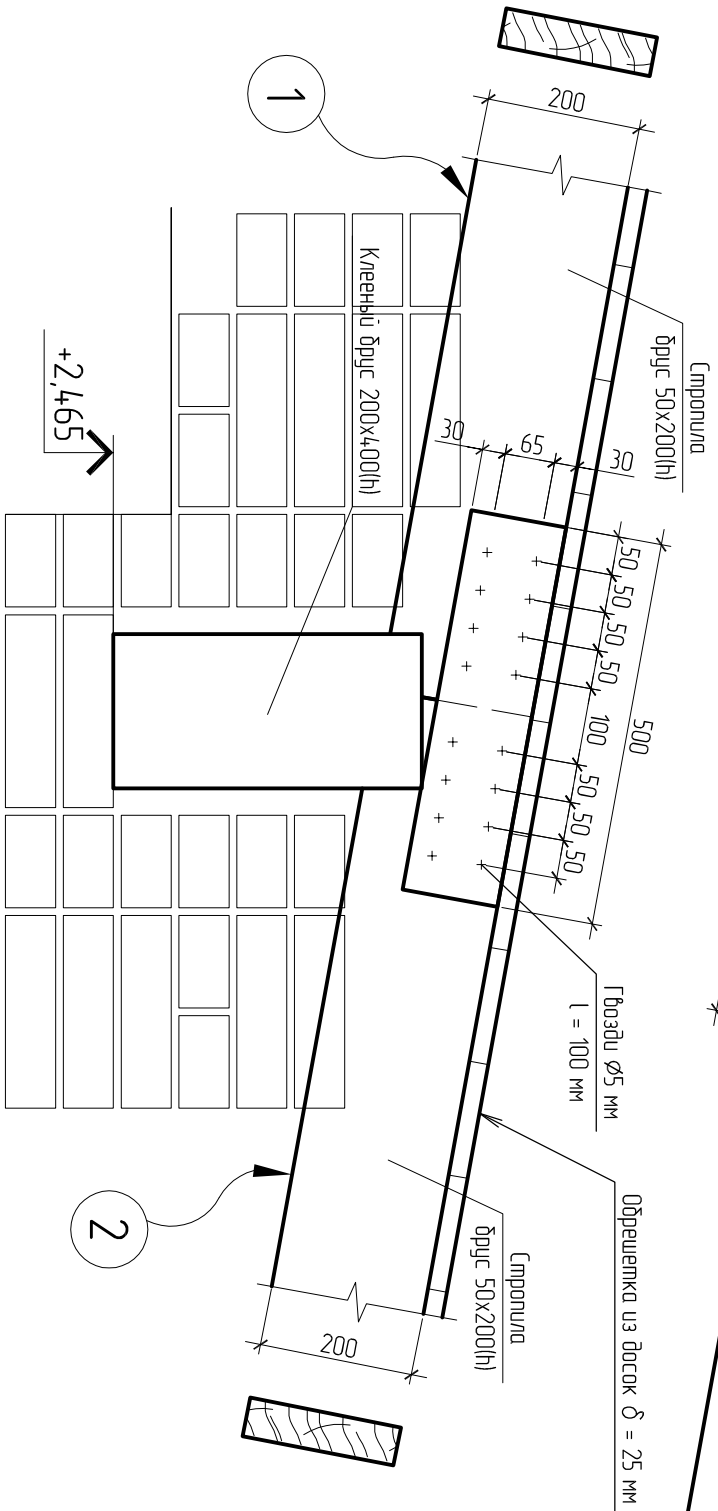 1
200
Стропила
брус 50х200(h)
Клееный брус 200х400(h)
+2,465
30
65
30
50
50
50
50
100
50
50
50
500
Гвозди Ø5 мм
l = 100 мм
Обрешетка из досок δ = 25 мм
Стропила
брус 50х200(h)
200
2